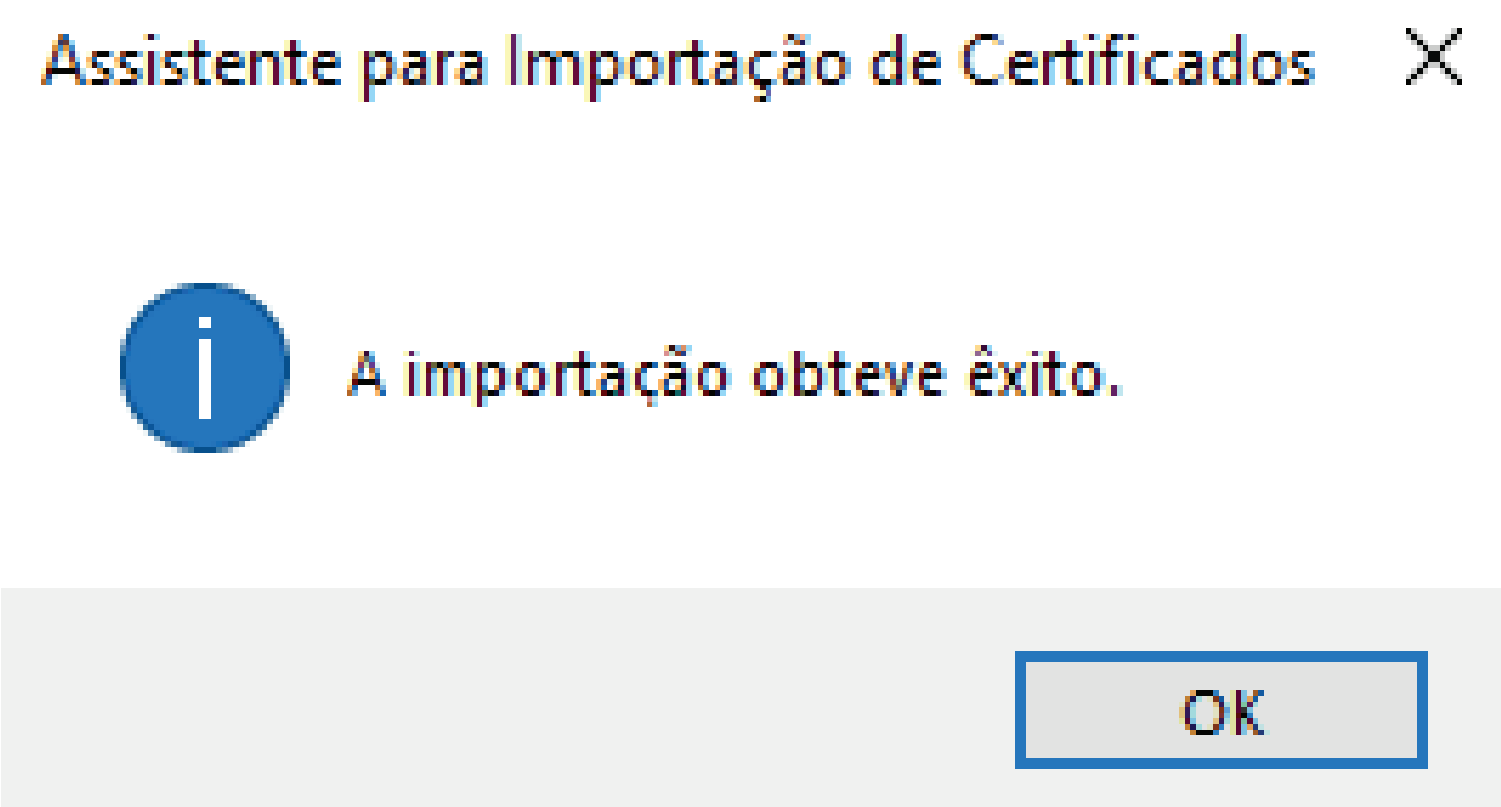 Assistente para Importação de Certificados
A importação obteve êxito.
OK